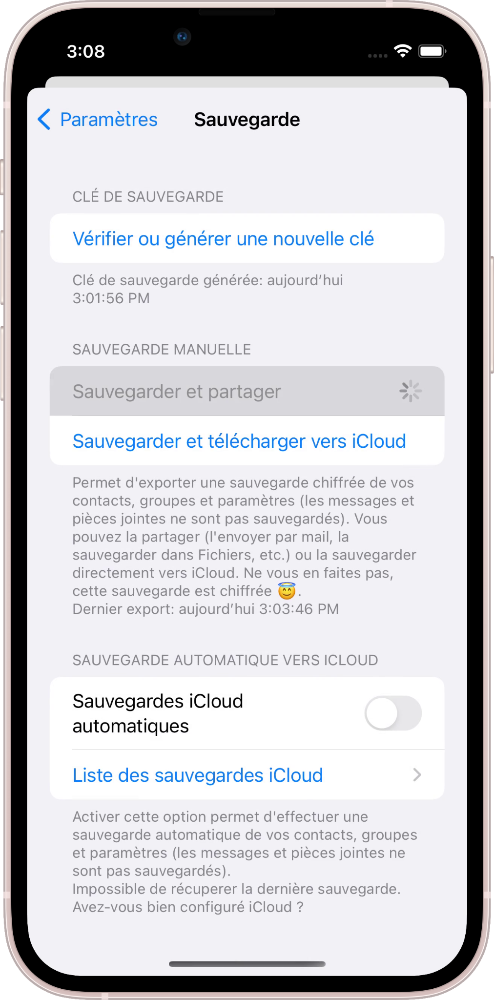 3:08
Paramètres
Sauvegarde
CLÉ DE SAUVEGARDE
Vérifier ou générer une nouvelle clé
Clé de sauvegarde générée: aujourd’hui
3:01:56 PM
SAUVEGARDE MANUELLE
Sauvegarder et partager
Sauvegarder et télécharger vers iCloud
Permet d'exporter une sauvegarde chiffrée de vos
contacts, groupes et paramètres (les messages et
pièces jointes ne sont pas sauvegardés). Vous
pouvez la partager (l'envoyer par mail, la
sauvegarder dans Fichiers, etc.) ou la sauvegarder
directement vers iCloud. Ne vous en faites pas,
cette sauvegarde est chiffrée 😇.
Dernier export: aujourd’hui 3:03:46 PM
SAUVEGARDE AUTOMATIQUE VERS ICLOUD
Sauvegardes iCloud
automatiques
Liste des sauvegardes iCloud
Activer cette option permet d'effectuer une
sauvegarde automatique de vos contacts, groupes
et paramètres (les messages et pièces jointes ne
sont pas sauvegardés).
Impossible de récuperer la dernière sauvegarde.
Avez-vous bien configuré iCloud ?